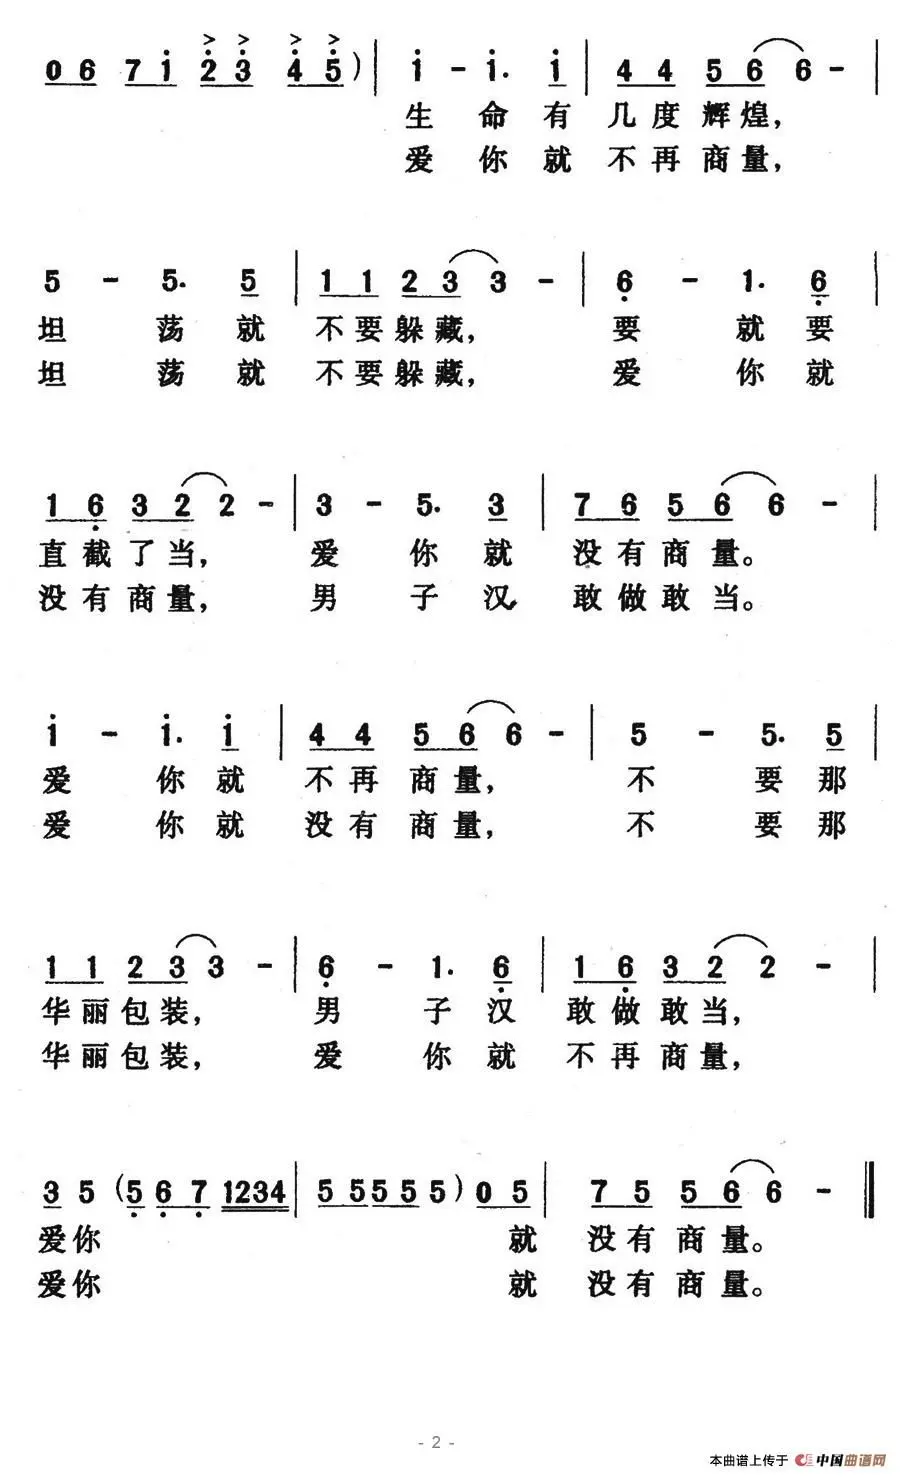 0 6 7 i 2 3 4 5 ) | i - i. i | 4 4 5 6 6 - |
生 命 有 几 度 辉 煌,
爱 你 就 不 再 商 量,
5 - 5. 5 | 1 1 2 3 3 - | 6 - 1. 6 |
坦 荡 就 不 要 躲 藏, 要 就 要
坦 荡 就 不 要 躲 藏, 爱 你 就
1 6 3 2 2 - | 3 - 5. 3 | 7 6 5 6 6 - |
直 截 了 当, 爱 你 就 没 有 商 量。
没 有 商 量, 男 子 汉 敢 做 敢 当。
i - i. i | 4 4 5 6 6 - | 5 - 5. 5 |
爱 你 就 不 再 商 量, 不 要 那
爱 你 就 没 有 商 量, 不 要 那
1 1 2 3 3 - | 6 - 1. 6 | 1 6 3 2 2 - |
华 丽 包 装, 男 子 汉 敢 做 敢 当,
华 丽 包 装, 爱 你 就 不 再 商 量,
3 5 ( 5 6 7 1234 | 5 5 5 5 5 5 ) 0 5 | 7 5 5 6 6 - ‖
爱 你 就 没 有 商 量。
爱 你 就 没 有 商 量。
- 2 -
本曲谱上传于 中国曲谱网